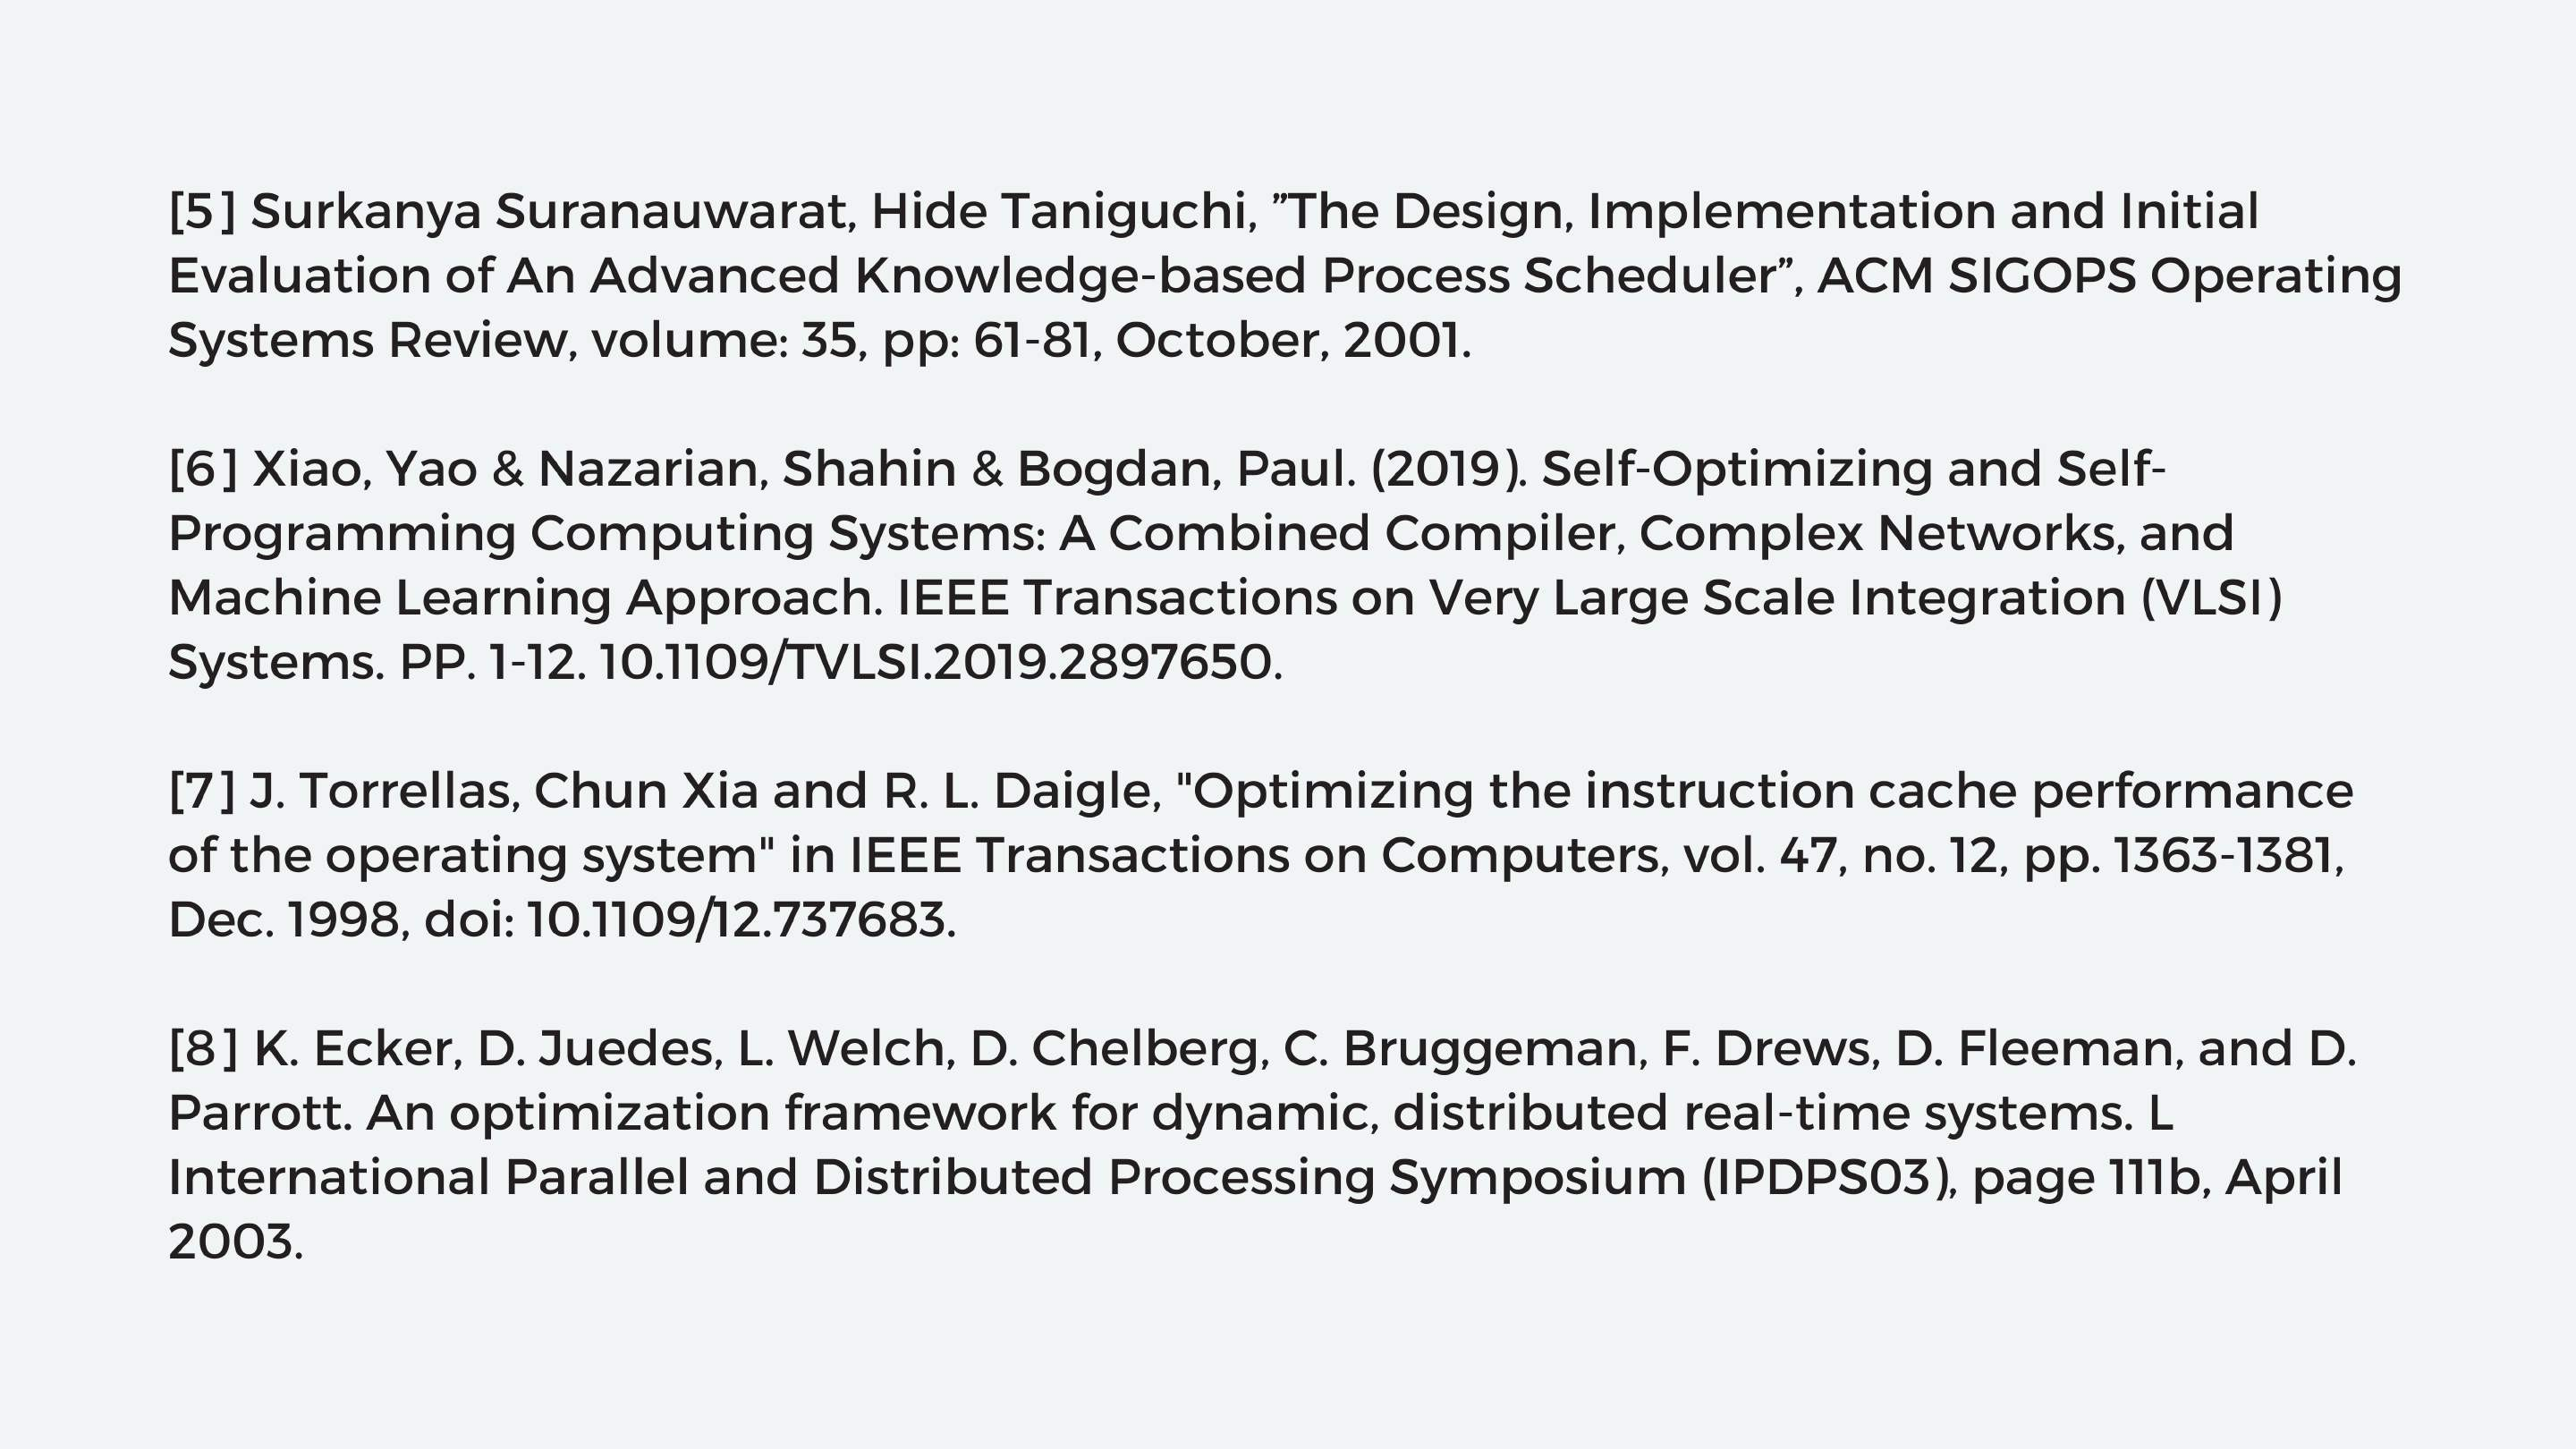 [5] Surkanya Suranauwarat, Hide Taniguchi, ”The Design, Implementation and Initial
Evaluation of An Advanced Knowledge-based Process Scheduler”, ACM SIGOPS Operating
Systems Review, volume: 35, pp: 61-81, October, 2001.
[6] Xiao, Yao & Nazarian, Shahin & Bogdan, Paul. (2019). Self-Optimizing and Self-
Programming Computing Systems: A Combined Compiler, Complex Networks, and
Machine Learning Approach. IEEE Transactions on Very Large Scale Integration (VLSI)
Systems. PP. 1-12. 10.1109/TVLSI.2019.2897650.
[7] J. Torrellas, Chun Xia and R. L. Daigle, "Optimizing the instruction cache performance
of the operating system" in IEEE Transactions on Computers, vol. 47, no. 12, pp. 1363-1381,
Dec. 1998, doi: 10.1109/12.737683.
[8] K. Ecker, D. Juedes, L. Welch, D. Chelberg, C. Bruggeman, F. Drews, D. Fleeman, and D.
Parrott. An optimization framework for dynamic, distributed real-time systems. L
International Parallel and Distributed Processing Symposium (IPDPS03), page 111b, April
2003.